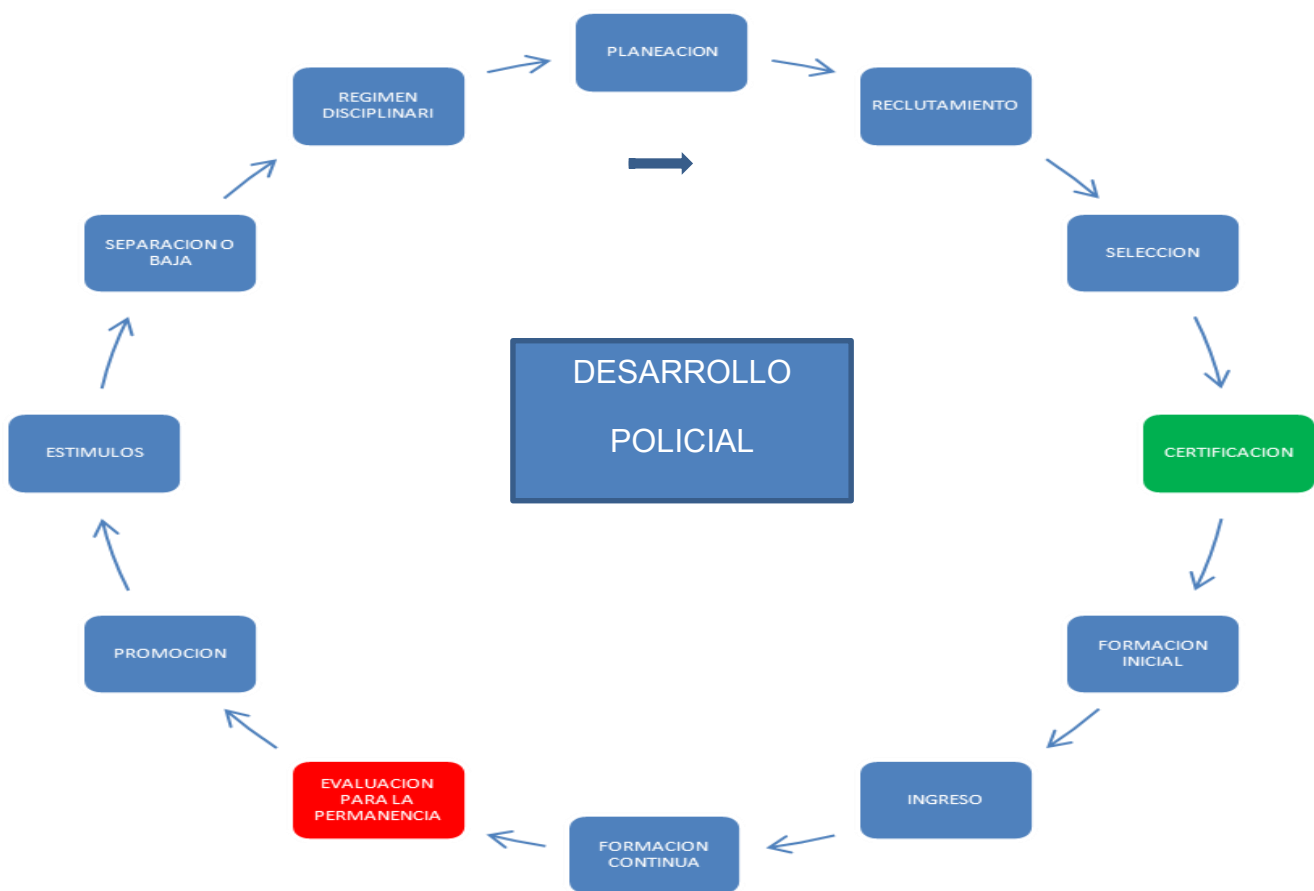 PLANEACION
RECLUTAMIENTO
SELECCION
CERTIFICACION
FORMACION
INICIAL
INGRESO
FORMACION
CONTINUA
EVALUACION
PARA LA
PERMANENCIA
PROMOCION
ESTIMULOS
SEPARACION O
BAJA
REGIMEN
DISCIPLINARI
DESARROLLO
POLICIAL